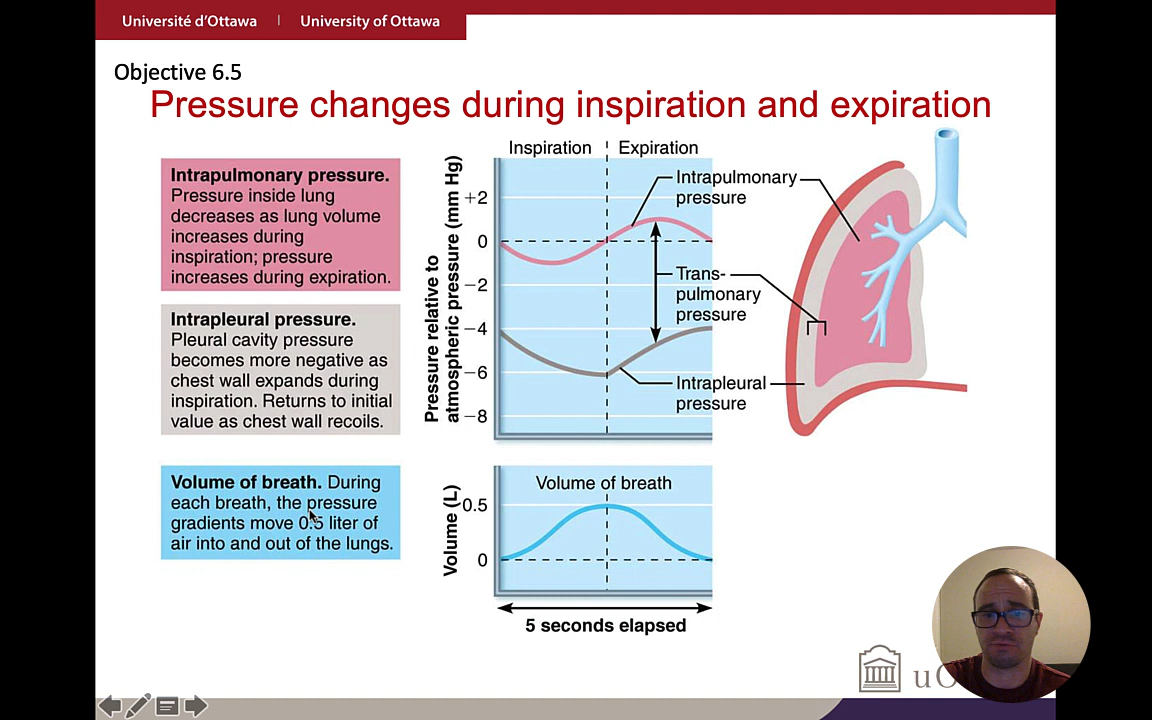 Université d'Ottawa | University of Ottawa
Objective 6.5
Pressure changes during inspiration and expiration
Intrapulmonary pressure.
Pressure inside lung
decreases as lung volume
increases during
inspiration; pressure
increases during expiration.
Intrapleural pressure.
Pleural cavity pressure
becomes more negative as
chest wall expands during
inspiration. Returns to initial
value as chest wall recoils.
Volume of breath. During
each breath, the pressure
gradients move 0.5 liter of
air into and out of the lungs.
Pressure relative to
atmospheric pressure (mm Hg)
Inspiration
Expiration
+2
0
−2
−4
−6
−8
Intrapulmonary
pressure
Trans-
pulmonary
pressure
Intrapleural
pressure
Volume (L)
Volume of breath
0.5
0
5 seconds elapsed